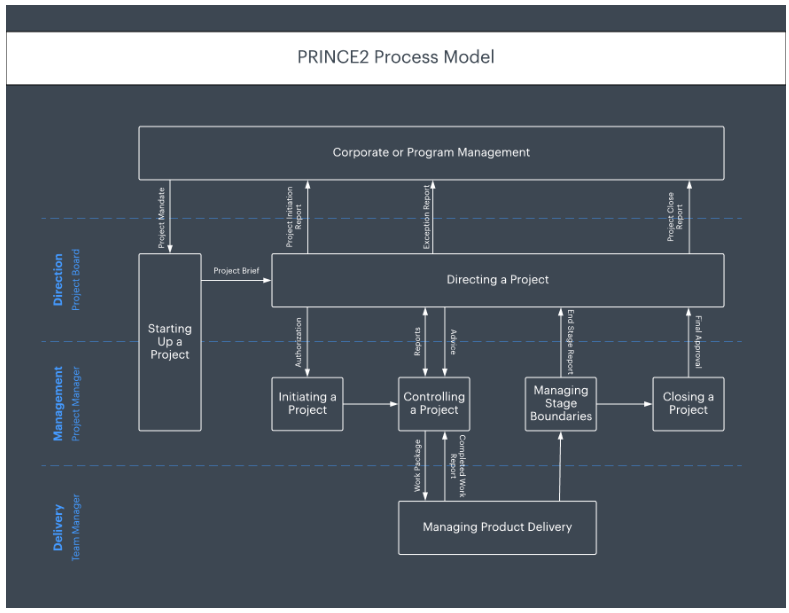 PRINCE2 Process Model
Corporate or Program Management
Project Mandate
Project Initiation
Report
Exception Report
Project Close
Report
Direction
Project Board
Project Brief
Directing a Project
Starting
Up a
Project
Authorization
Reports
Advice
End Stage Report
Final Approval
Management
Project Manager
Initiating a
Project
Controlling
a Project
Managing
Stage
Boundaries
Closing a
Project
Work Package
Completed Work
Report
Delivery
Team Manager
Managing Product Delivery